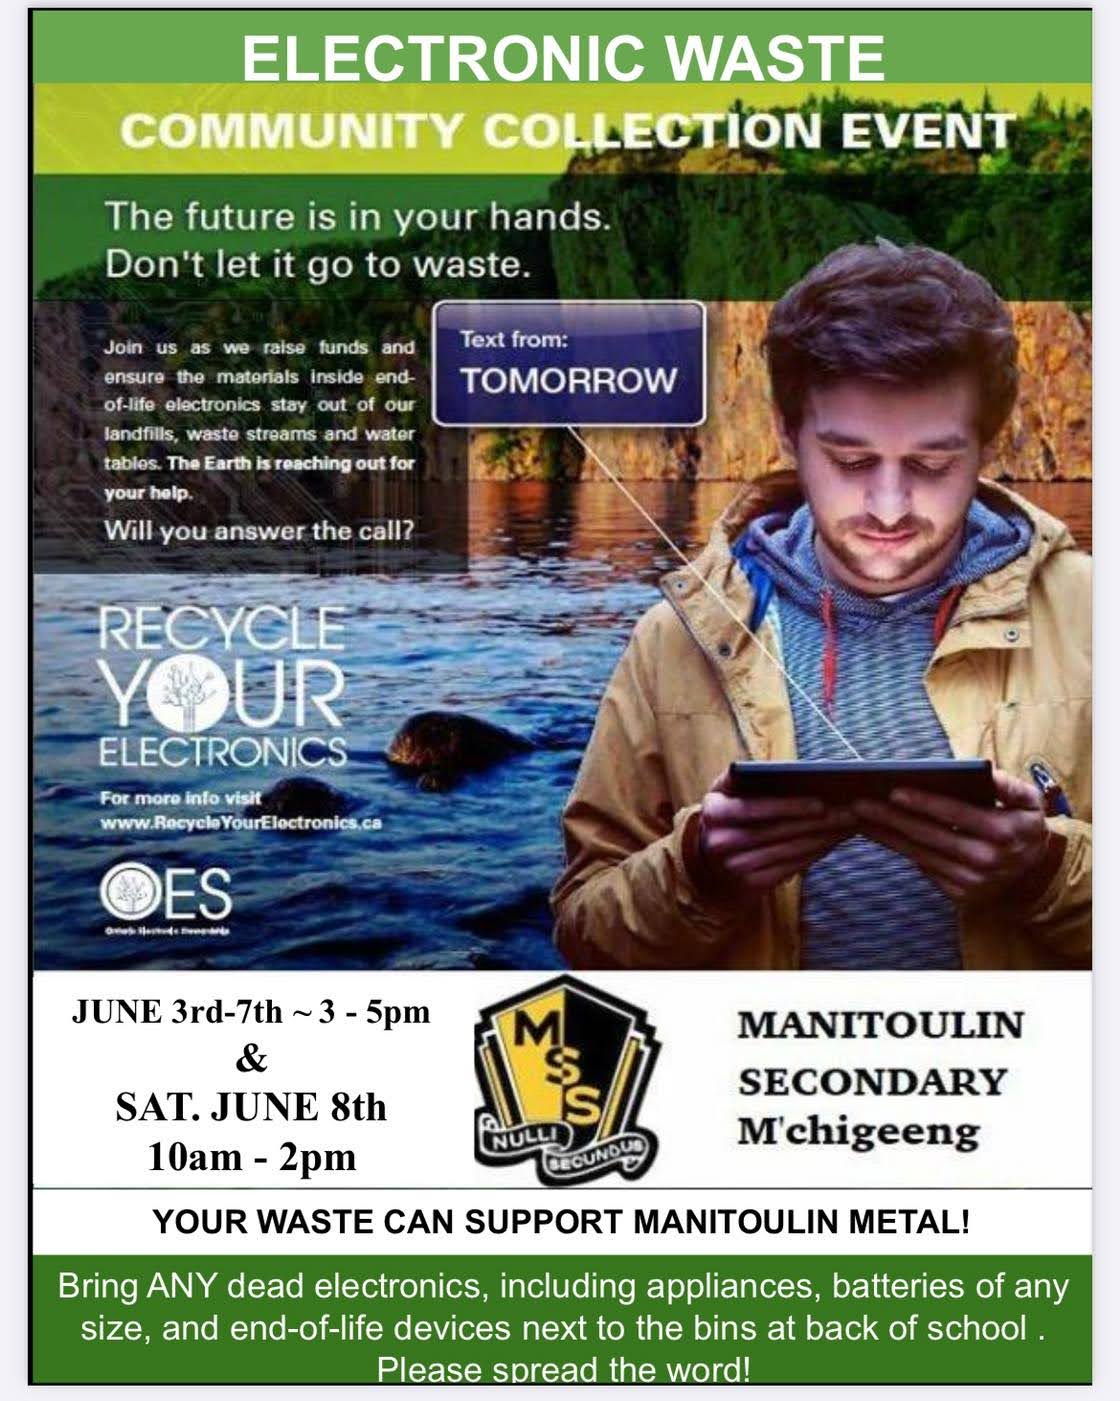 ELECTRONIC WASTE
COMMUNITY COLLECTION EVENT
The future is in your hands.
Don't let it go to waste.
Join us as we raise funds and
ensure the materials inside end-
of-life electronics stay out of our
landfills, waste streams and water
tables. The Earth is reaching out for
your help.
Will you answer the call?
Text from:
TOMORROW
RECYCLE
YOUR
ELECTRONICS
For more info visit
www.RecycleYourElectronics.ca
OES
Ontario Electronic Stewardship
JUNE 3rd-7th ~ 3 - 5pm
&
SAT. JUNE 8th
10am - 2pm
MSS
NULLI
SECUNDUS
MANITOULIN
SECONDARY
M'chigeeng
YOUR WASTE CAN SUPPORT MANITOULIN METAL!
Bring ANY dead electronics, including appliances, batteries of any
size, and end-of-life devices next to the bins at back of school .
Please spread the word!